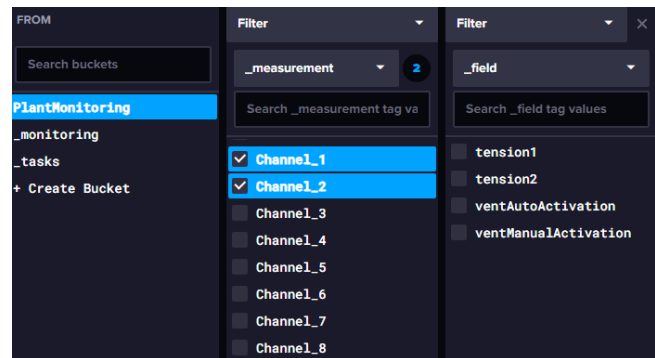 FROM
Search buckets
PlantMonitoring
_monitoring
_tasks
+ Create Bucket
Filter
_measurement
2
Search _measurement tag va
Channel_1
Channel_2
Channel_3
Channel_4
Channel_5
Channel_6
Channel_7
Channel_8
Filter
_field
Search _field tag values
tension1
tension2
ventAutoActivation
ventManualActivation